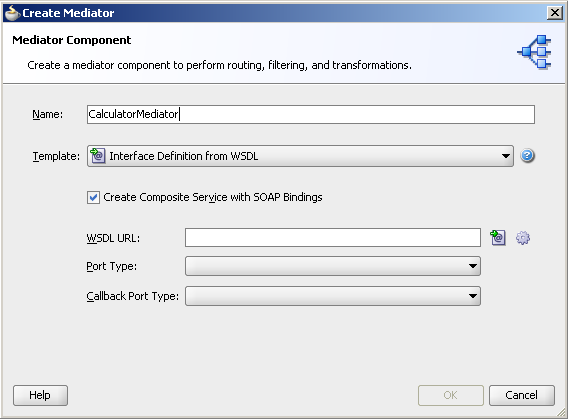 Create Mediator
Mediator Component
Create a mediator component to perform routing, filtering, and transformations.
Name: CalculatorMediator
Template: Interface Definition from WSDL
Create Composite Service with SOAP Bindings
WSDL URL:
Port Type:
Callback Port Type:
Help OK Cancel